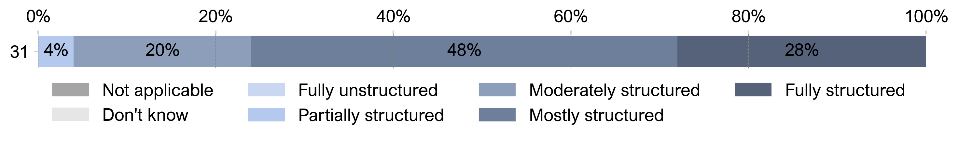 0% 20% 40% 60% 80% 100%
31 4% 20% 48% 28%
Not applicable Fully unstructured Moderately structured Fully structured
Don't know Partially structured Mostly structured